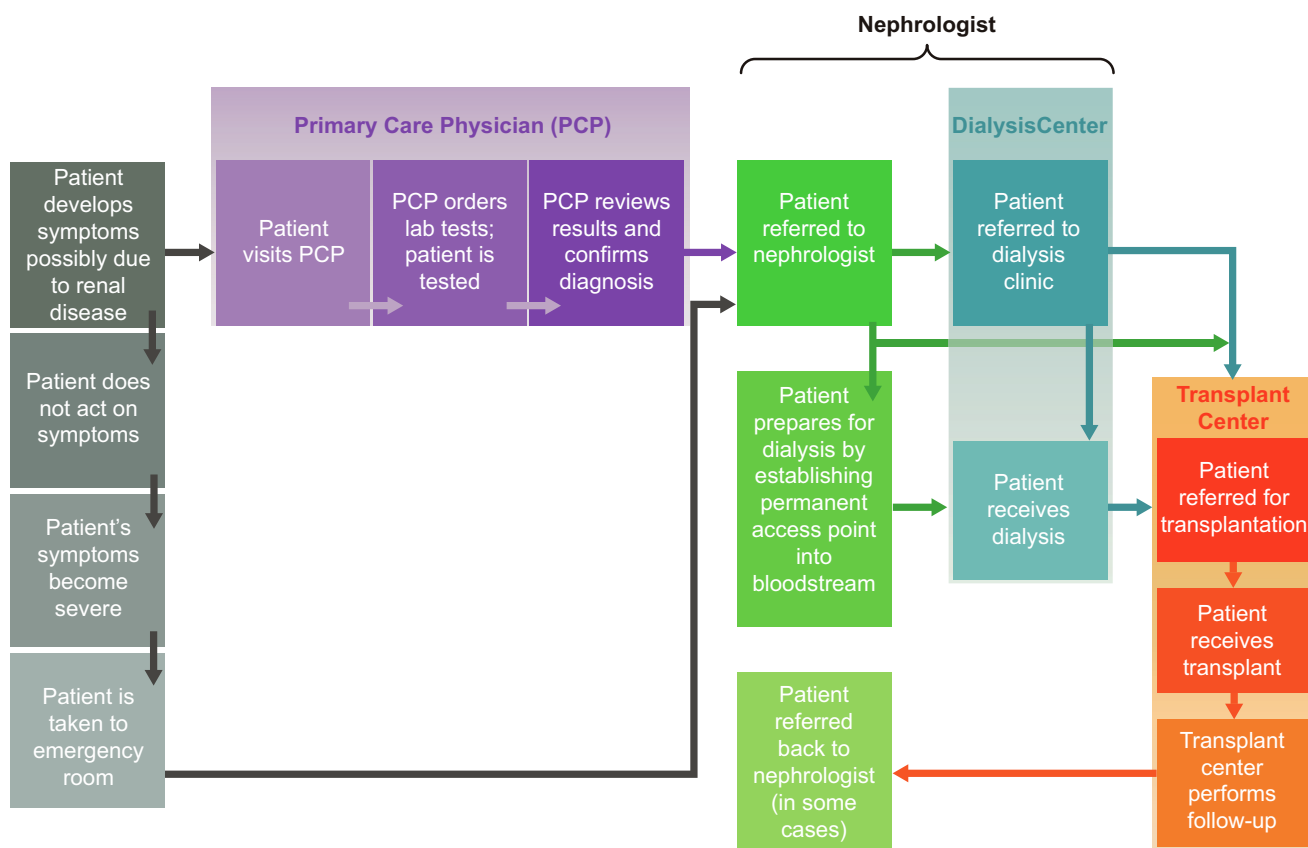 Nephrologist
Primary Care Physician (PCP)
DialysisCenter
Patient
develops
symptoms
possibly due
to renal
disease
Patient
visits PCP
PCP orders
lab tests;
patient is
tested
PCP reviews
results and
confirms
diagnosis
Patient
referred to
nephrologist
Patient
referred to
dialysis
clinic
Patient does
not act on
symptoms
Patient
prepares for
dialysis by
establishing
permanent
access point
into
bloodstream
Patient
receives
dialysis
Transplant
Center
Patient
referred for
transplantation
Patient’s
symptoms
become
severe
Patient
receives
transplant
Patient is
taken to
emergency
room
Patient
referred
back to
nephrologist
(in some
cases)
Transplant
center
performs
follow-up